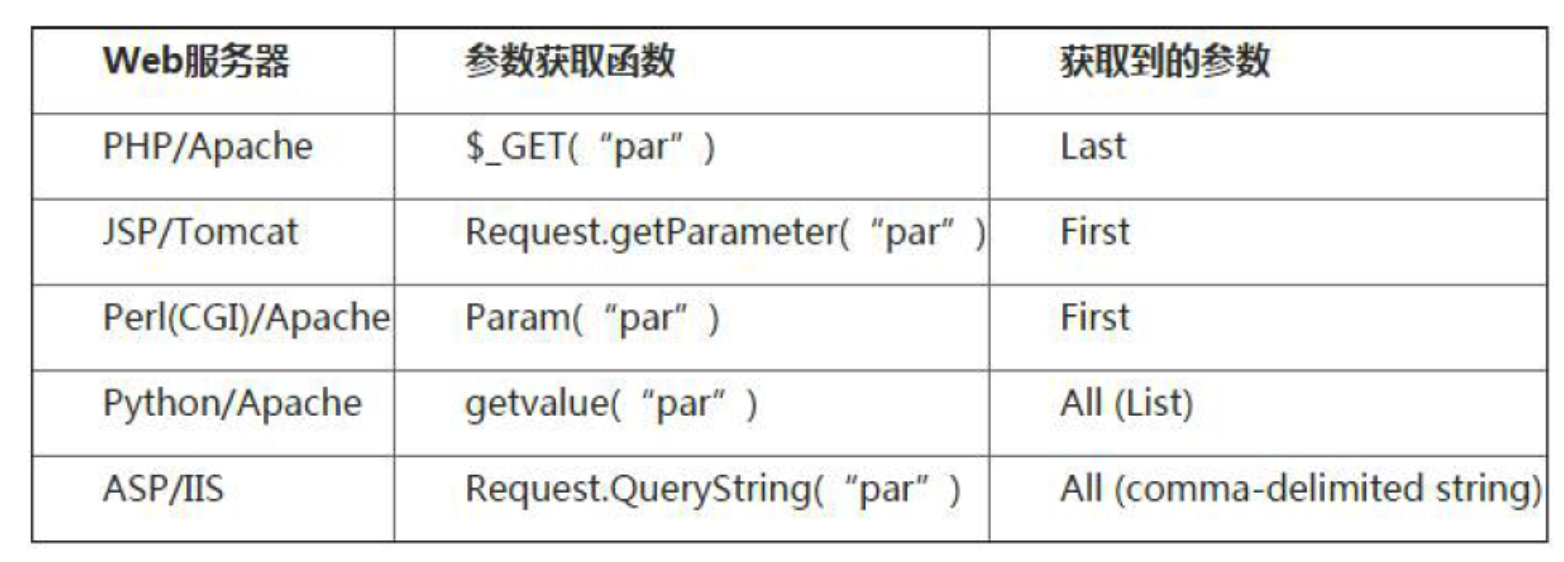 Web服务器 参数获取函数 获取到的参数
PHP/Apache $_GET(“par”) Last
JSP/Tomcat Request.getParameter(“par”) First
Perl(CGI)/Apache Param(“par”) First
Python/Apache getvalue(“par”) All (List)
ASP/IIS Request.QueryString(“par”) All (comma-delimited string)